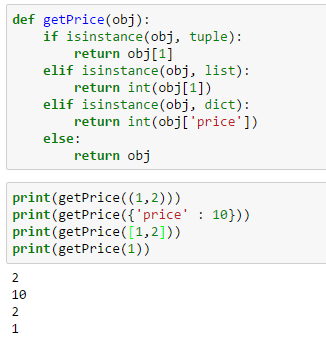 def getPrice(obj):
    if isinstance(obj, tuple):
        return obj[1]
    elif isinstance(obj, list):
        return int(obj[1])
    elif isinstance(obj, dict):
        return int(obj['price'])
    else:
        return obj
print(getPrice((1,2)))
print(getPrice({'price' : 10}))
print(getPrice([1,2]))
print(getPrice(1))
2
10
2
1